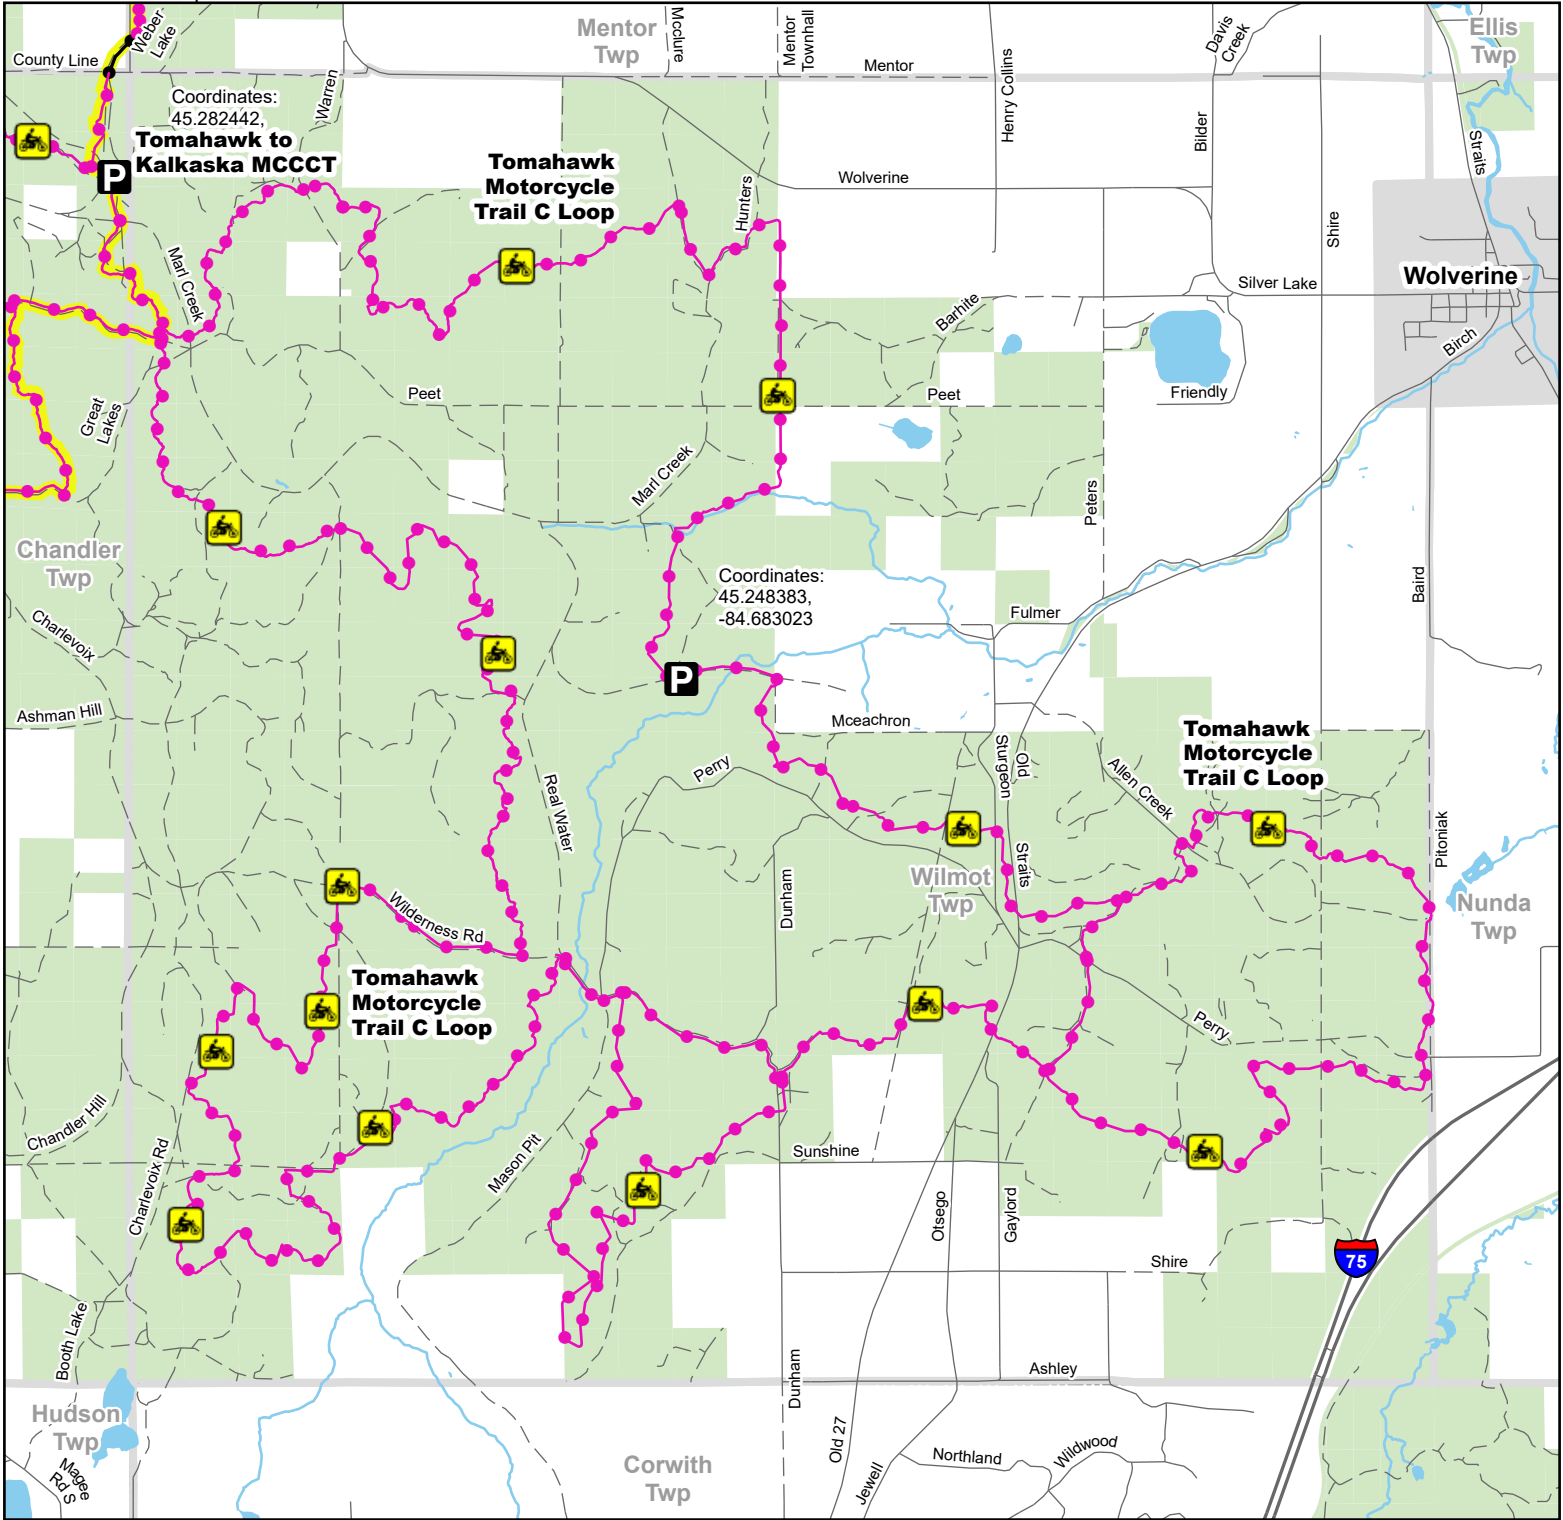 Weber
Lake
County Line
Mentor
Twp
Mcclure
Mentor
Townhall
Mentor
Henry Collins
Davis
Creek
Ellis
Twp
Coordinates:
45.282442,
Warren
Tomahawk to
Kalkaska MCCCT
P
Tomahawk
Motorcycle
Trail C Loop
Hunters
Wolverine
Bilder
Shire
Straits
Marl Creek
Silver Lake
Wolverine
Barhite
Birch
Great
Lakes
Peet
Peet
Friendly
Marl Creek
Peters
Chandler
Twp
Coordinates:
45.248383,
-84.683023
Fulmer
Baird
Charlevoix
P
Ashman Hill
Mceachron
Tomahawk
Motorcycle
Trail C Loop
Old
Sturgeon
Perry
Allen Creek
Real Water
Pitoniak
Straits
Wilmot
Twp
Dunham
Nunda
Twp
Wilderness Rd
Tomahawk
Motorcycle
Trail C Loop
Perry
Chandler Hill
Charlevoix Rd
Mason Pit
Sunshine
Otsego
Gaylord
Shire
75
Booth Lake
Ashley
Dunham
Hudson
Twp
Magee
Rd S
Corwith
Twp
Old 27
Jewell
Northland
Wildwood